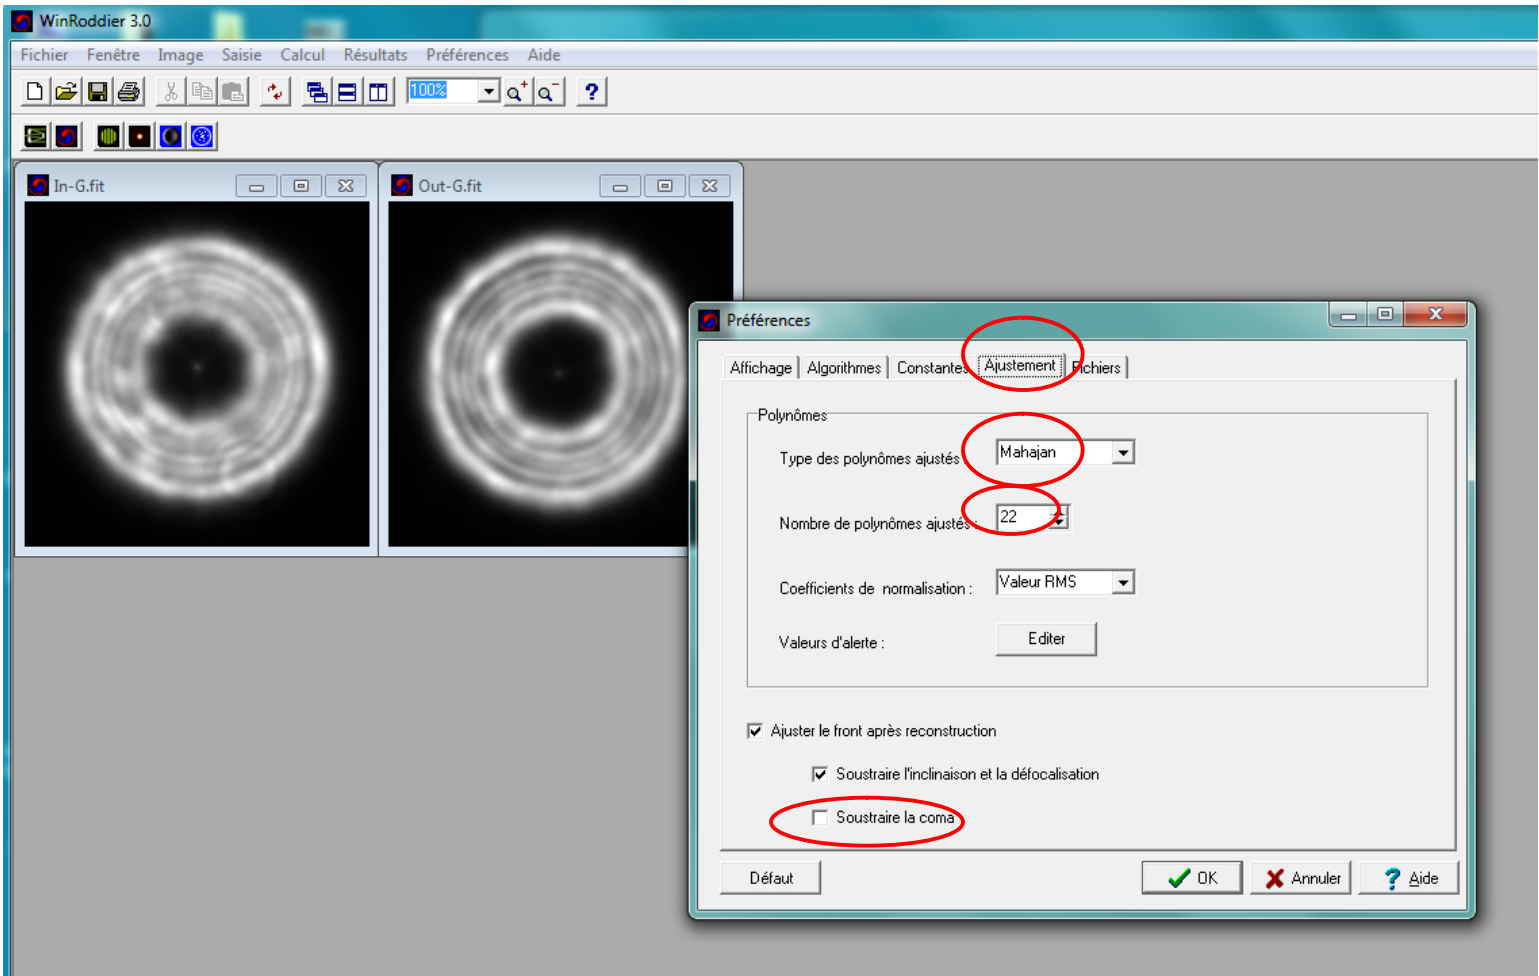 WinRoddier 3.0
Fichier Fenêtre Image Saisie Calcul Résultats Préférences Aide
100%
In-G.fit
Out-G.fit
Préférences
Affichage Algorithmes Constantes Ajustement Fichiers
Polynômes
Type des polynômes ajustés : Mahajan
Nombre de polynômes ajustés : 22
Coefficients de normalisation : Valeur RMS
Valeurs d'alerte : Editer
Ajuster le front après reconstruction
Soustraire l'inclinaison et la défocalisation
Soustraire la coma
Défaut OK Annuler Aide